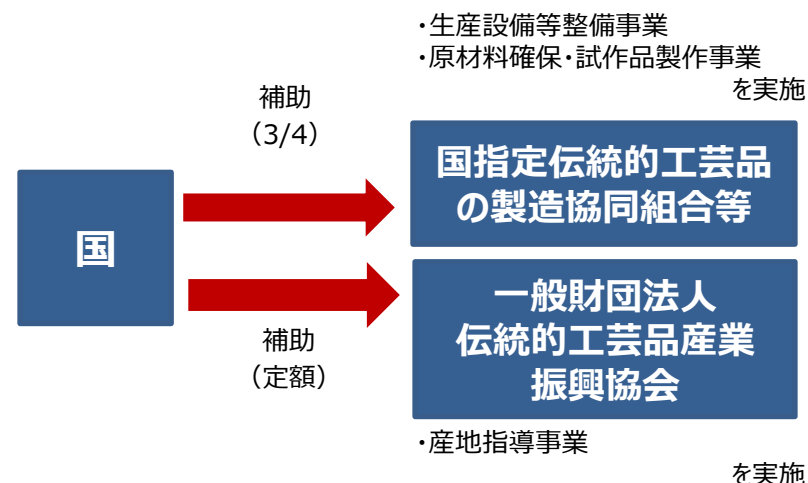 ・生産設備等整備事業
・原材料確保・試作品製作事業
を実施
補助
（3/4）
国指定伝統的工芸品
の製造協同組合等
国
一般財団法人
伝統的工芸品産業
振興協会
補助
（定額）
・産地指導事業
を実施